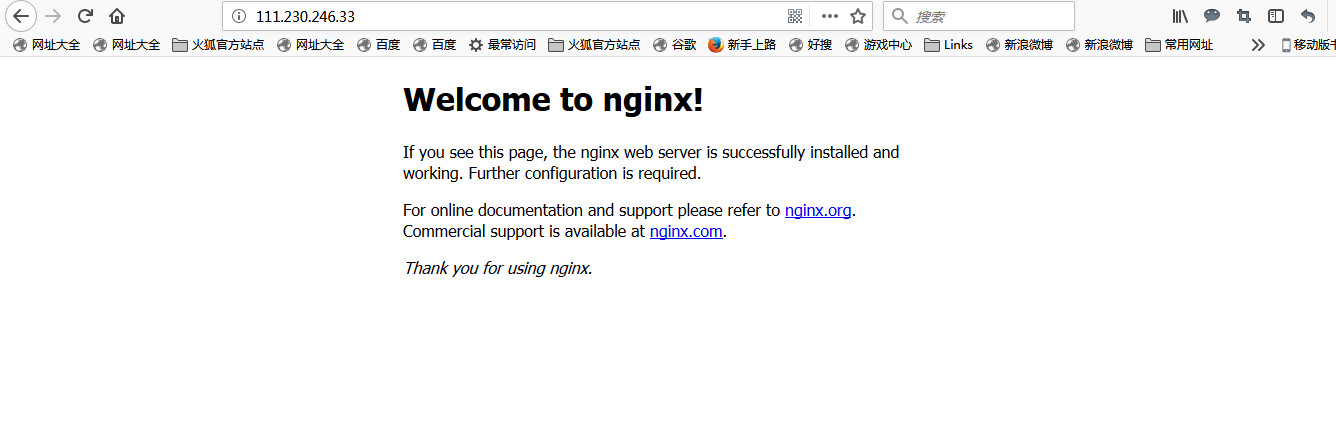 111.230.246.33 搜索
网址大全 网址大全 火狐官方站点 网址大全 百度 百度 最常访问 火狐官方站点 谷歌 新手上路 好搜 游戏中心 Links 新浪微博 新浪微博 常用网址 移动版书
Welcome to nginx!
If you see this page, the nginx web server is successfully installed and
working. Further configuration is required.
For online documentation and support please refer to nginx.org.
Commercial support is available at nginx.com.
Thank you for using nginx.